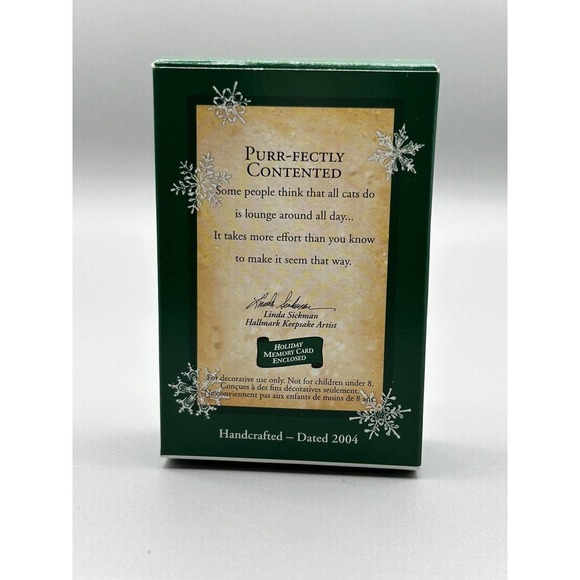 PURR-FECTLY
CONTENTED
Some people think that all cats do
is lounge around all day...
It takes more effort than you know
to make it seem that way.
Linda Sickman
Linda Sickman
Hallmark Keepsake Artist
HOLIDAY
MEMORY CARD
ENCLOSED
For decorative use only. Not for children under 8.
Conçues à des fins décoratives seulement.
Ne conviennent pas aux enfants de moins de 8 ans.
Handcrafted – Dated 2004